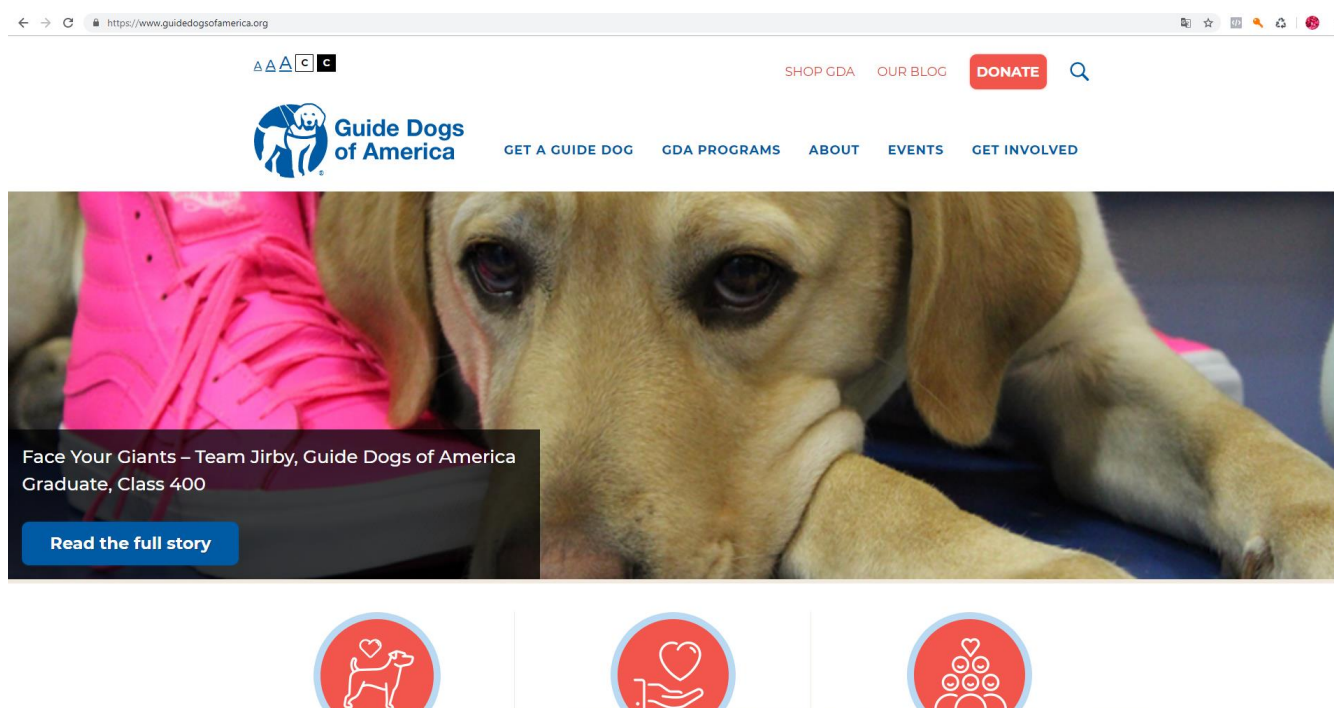 https://www.guidedogsofamerica.org
A A A C C
SHOP GDA OUR BLOG DONATE
Guide Dogs
of America
GET A GUIDE DOG GDA PROGRAMS ABOUT EVENTS GET INVOLVED
Face Your Giants – Team Jirby, Guide Dogs of America
Graduate, Class 400
Read the full story